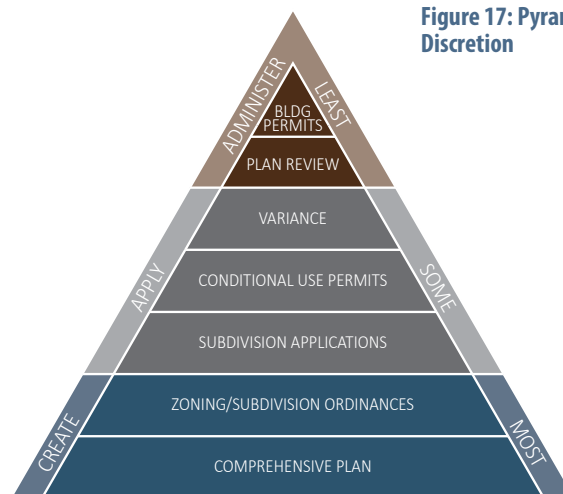 Figure 17:
Discretion
ADMINISTER
LEAST
BLDG
PERMITS
PLAN REVIEW
VARIANCE
APPLY
SOME
CONDITIONAL USE PERMITS
SUBDIVISION APPLICATIONS
ZONING/SUBDIVISION ORDINANCES
CREATE
MOST
COMPREHENSIVE PLAN